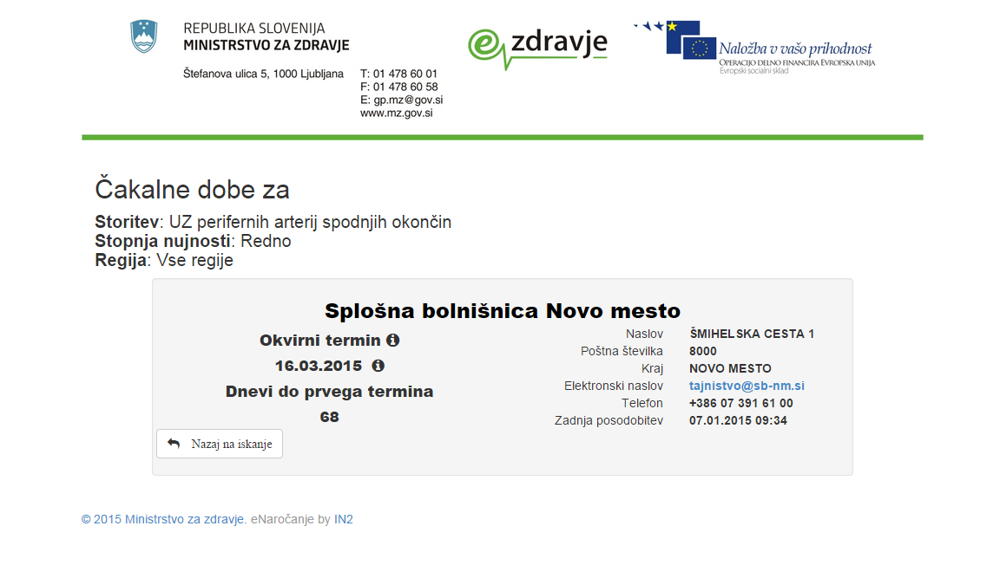 REPUBLIKA SLOVENIJA
MINISTRSTVO ZA ZDRAVJE
Štefanova ulica 5, 1000 Ljubljana
T: 01 478 60 01
F: 01 478 60 58
E: gp.mz@gov.si
www.mz.gov.si
e zdravje
Naložba v vašo prihodnost
OPERACIJO DELNO FINANCIRA EVROPSKA UNIJA
Evropski socialni sklad
Čakalne dobe za
Storitev: UZ perifernih arterij spodnjih okončin
Stopnja nujnosti: Redno
Regija: Vse regije
Splošna bolnišnica Novo mesto
Okvirni termin
16.03.2015
Dnevi do prvega termina
68
Naslov ŠMIHELSKA CESTA 1
Poštna številka 8000
Kraj NOVO MESTO
Elektronski naslov tajnistvo@sb-nm.si
Telefon +386 07 391 61 00
Zadnja posodobitev 07.01.2015 09:34
Nazaj na iskanje
© 2015 Ministrstvo za zdravje. eNaročanje by IN2